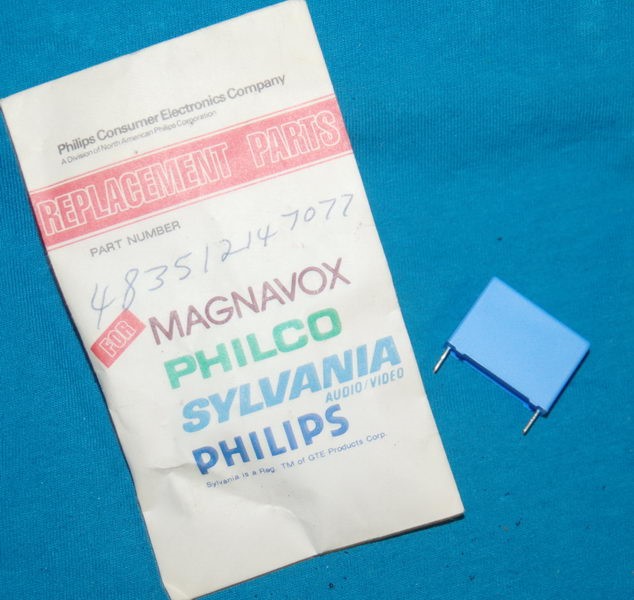 Philips Consumer Electronics Company
A Division of North American Philips Corporation
REPLACEMENT PARTS
PART NUMBER
483512147077
FOR
MAGNAVOX
PHILCO
SYLVANIA
AUDIO/VIDEO
PHILIPS
Sylvania is a Reg. TM of GTE Products Corp.